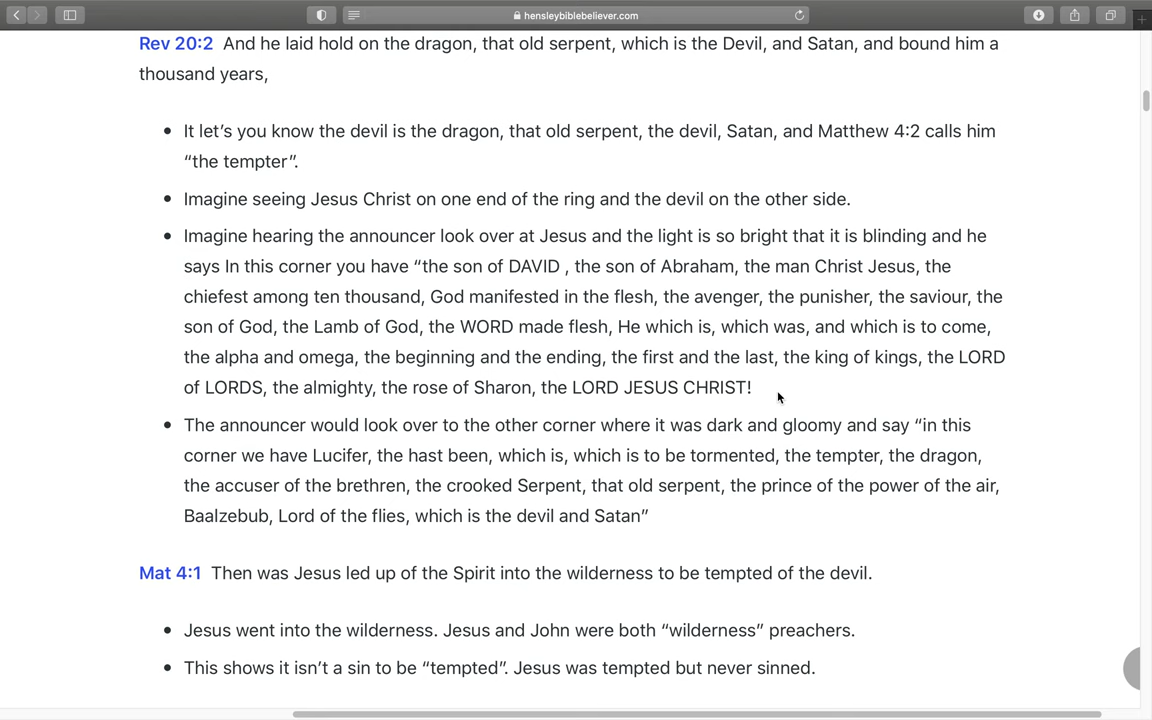 hensleybiblebeliever.com
Rev 20:2 And he laid hold on the dragon, that old serpent, which is the Devil, and Satan, and bound him a
thousand years,
• It let’s you know the devil is the dragon, that old serpent, the devil, Satan, and Matthew 4:2 calls him
“the tempter”.
• Imagine seeing Jesus Christ on one end of the ring and the devil on the other side.
• Imagine hearing the announcer look over at Jesus and the light is so bright that it is blinding and he
says In this corner you have “the son of DAVID , the son of Abraham, the man Christ Jesus, the
chiefest among ten thousand, God manifested in the flesh, the avenger, the punisher, the saviour, the
son of God, the Lamb of God, the WORD made flesh, He which is, which was, and which is to come,
the alpha and omega, the beginning and the ending, the first and the last, the king of kings, the LORD
of LORDS, the almighty, the rose of Sharon, the LORD JESUS CHRIST!
• The announcer would look over to the other corner where it was dark and gloomy and say “in this
corner we have Lucifer, the hast been, which is, which is to be tormented, the tempter, the dragon,
the accuser of the brethren, the crooked Serpent, that old serpent, the prince of the power of the air,
Baalzebub, Lord of the flies, which is the devil and Satan”
Mat 4:1 Then was Jesus led up of the Spirit into the wilderness to be tempted of the devil.
• Jesus went into the wilderness. Jesus and John were both “wilderness” preachers.
• This shows it isn’t a sin to be “tempted”. Jesus was tempted but never sinned.